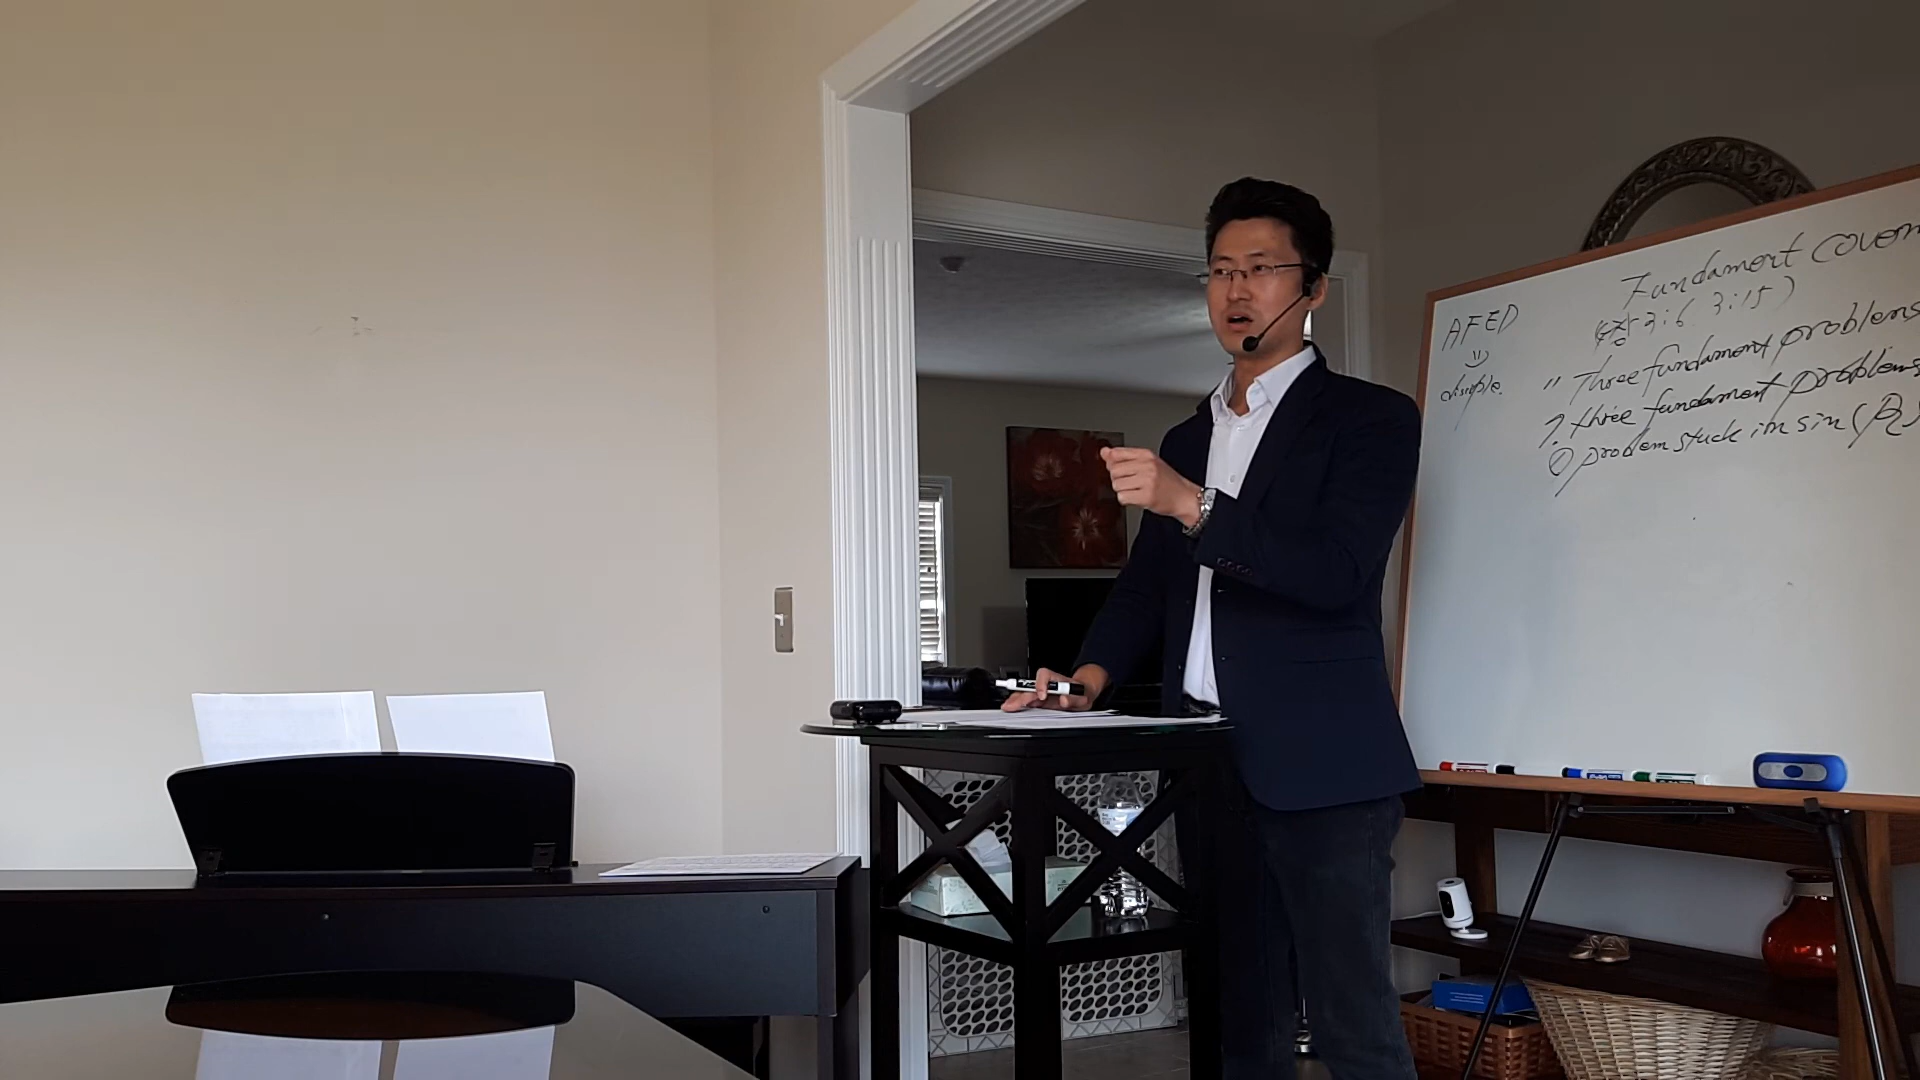 AFED
disciple.
Fundament coven
(창 3:6. 3:15)
" Three fundament problems
?. three fundament problems
① problem stuck in sin (